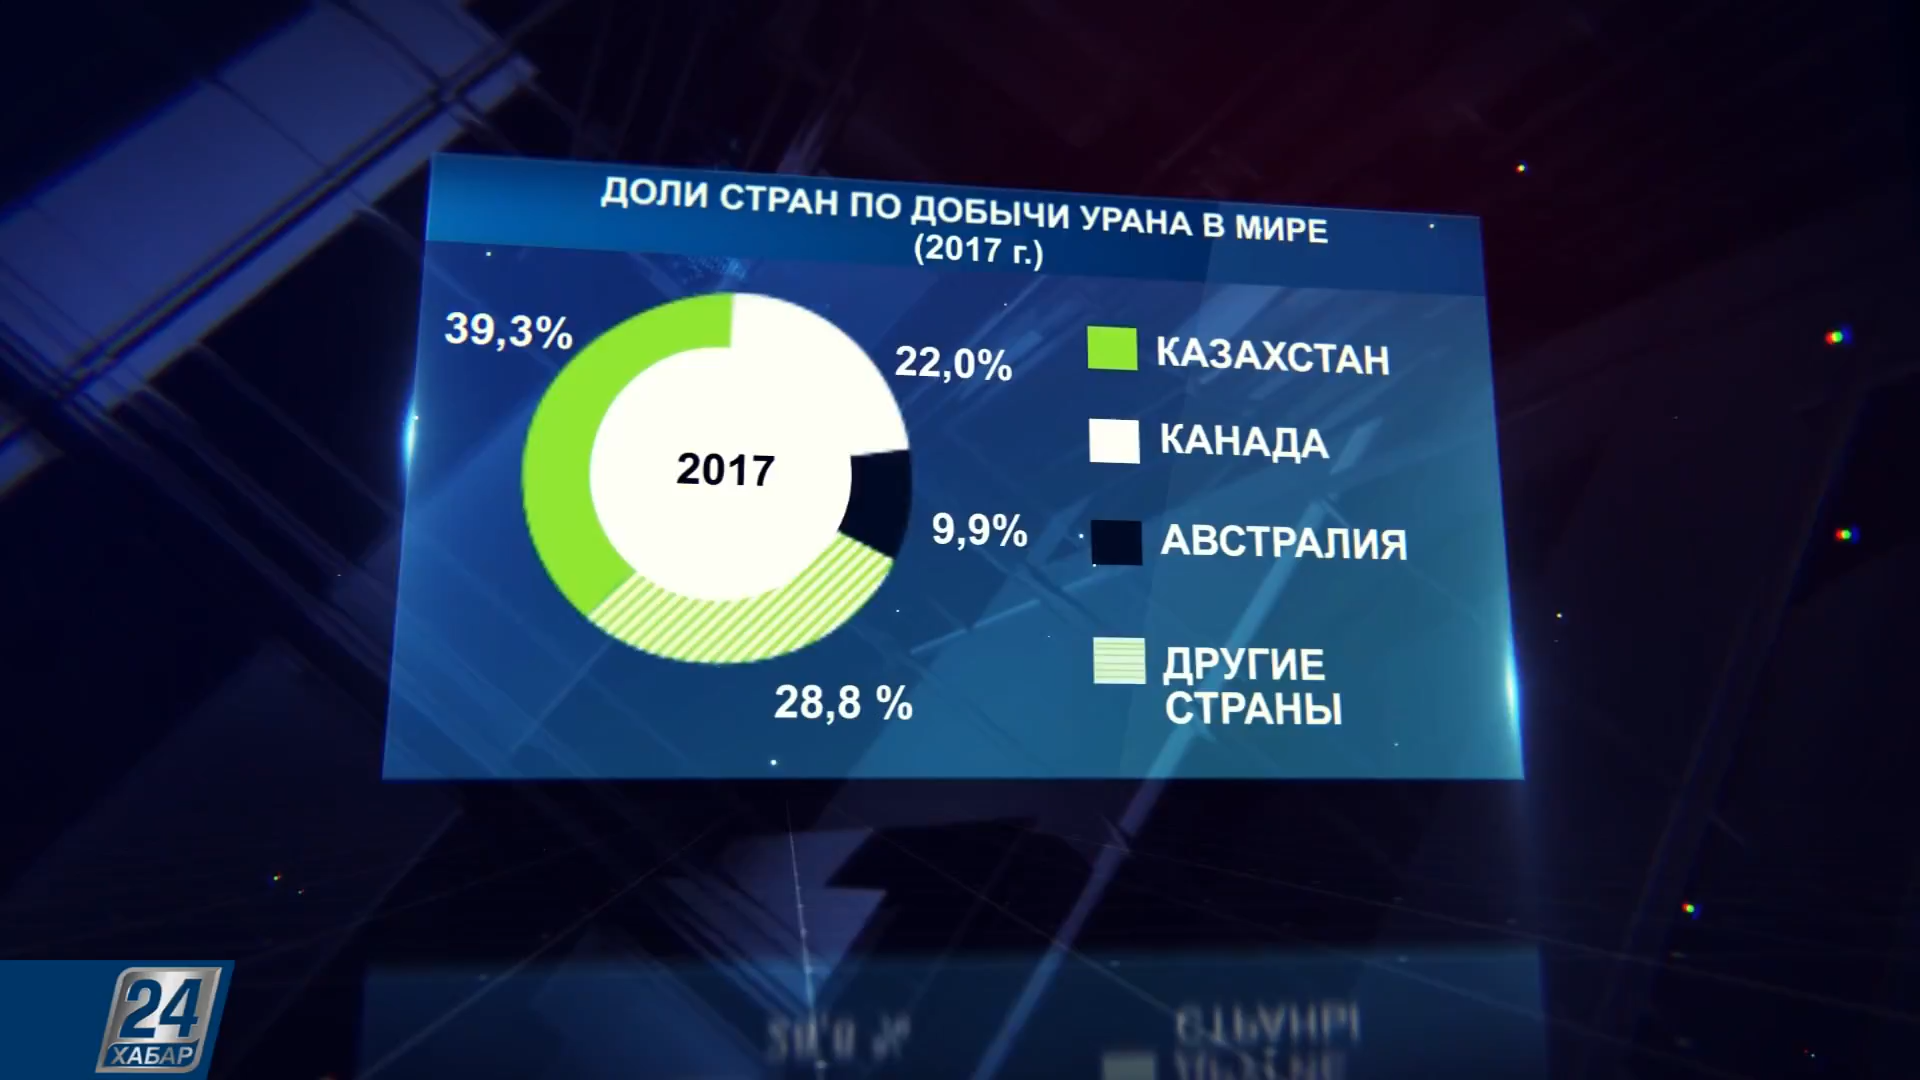 ДОЛИ СТРАН ПО ДОБЫЧИ УРАНА В МИРЕ
(2017 г.)
39,3%
22,0%
2017
9,9%
28,8 %
КАЗАХСТАН
КАНАДА
АВСТРАЛИЯ
ДРУГИЕ
СТРАНЫ
24
ХАБАР